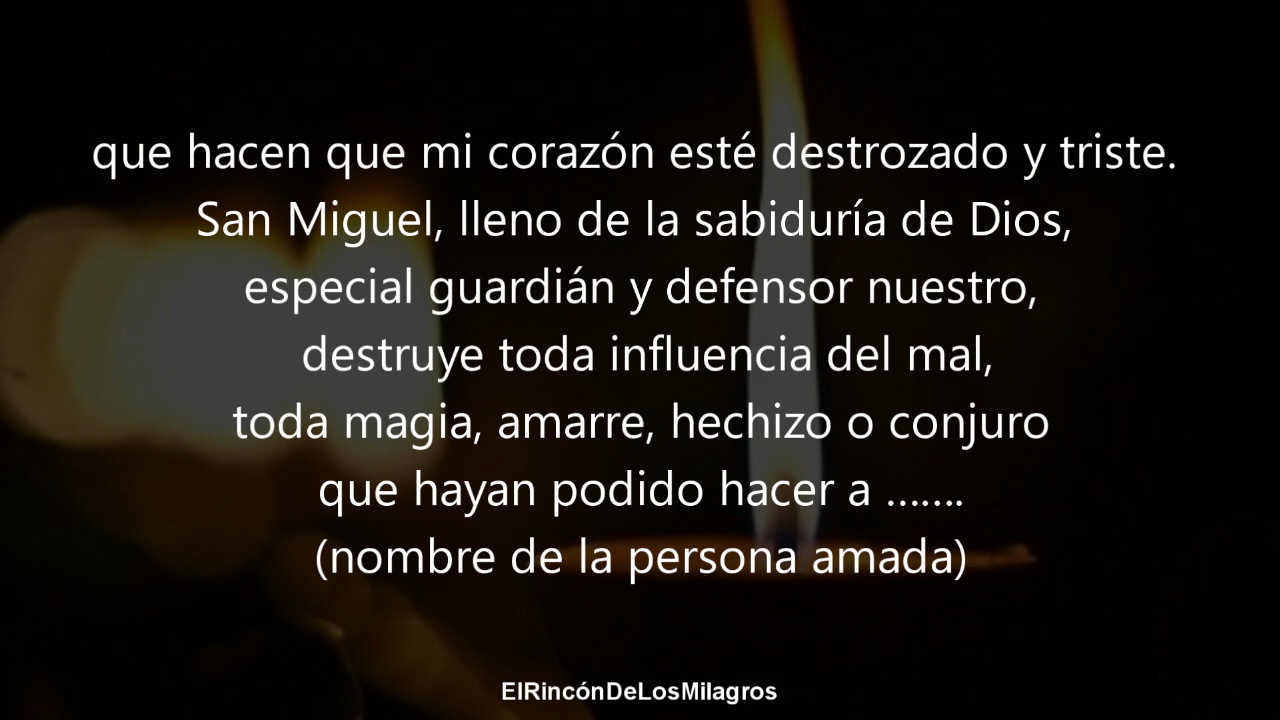 que hacen que mi corazón esté destrozado y triste.
San Miguel, lleno de la sabiduría de Dios,
especial guardián y defensor nuestro,
destruye toda influencia del mal,
toda magia, amarre, hechizo o conjuro
que hayan podido hacer a .......
(nombre de la persona amada)
ElRincónDeLosMilagros